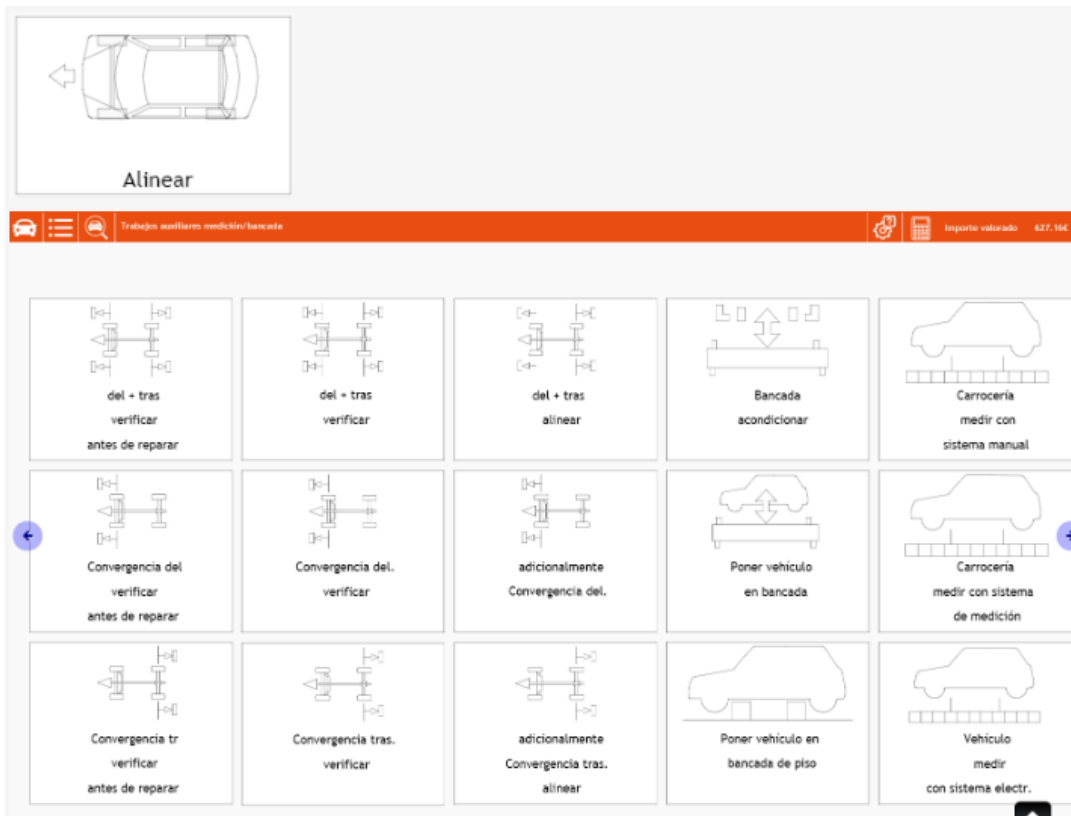 Alinear
Trabajos auxiliares medición/bancada
Importe valorado 627.16€
del + tras
verificar
antes de reparar
del + tras
verificar
del + tras
alinear
Bancada
acondicionar
Carrocería
medir con
sistema manual
Convergencia del
verificar
antes de reparar
Convergencia del.
verificar
adicionalmente
Convergencia del.
Poner vehículo
en bancada
Carrocería
medir con sistema
de medición
Convergencia tr
verificar
antes de reparar
Convergencia tras.
verificar
adicionalmente
Convergencia tras.
alinear
Poner vehículo en
bancada de piso
Vehículo
medir
con sistema electr.